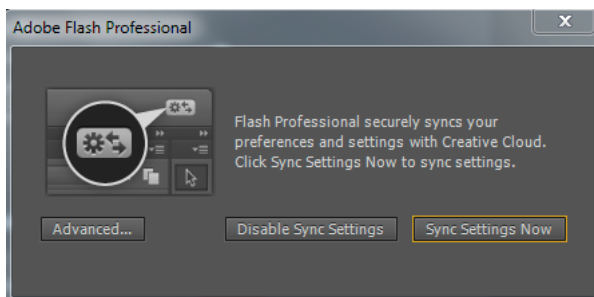 Adobe Flash Professional
x
Flash Professional securely syncs your
preferences and settings with Creative Cloud.
Click Sync Settings Now to sync settings.
Advanced...
Disable Sync Settings
Sync Settings Now